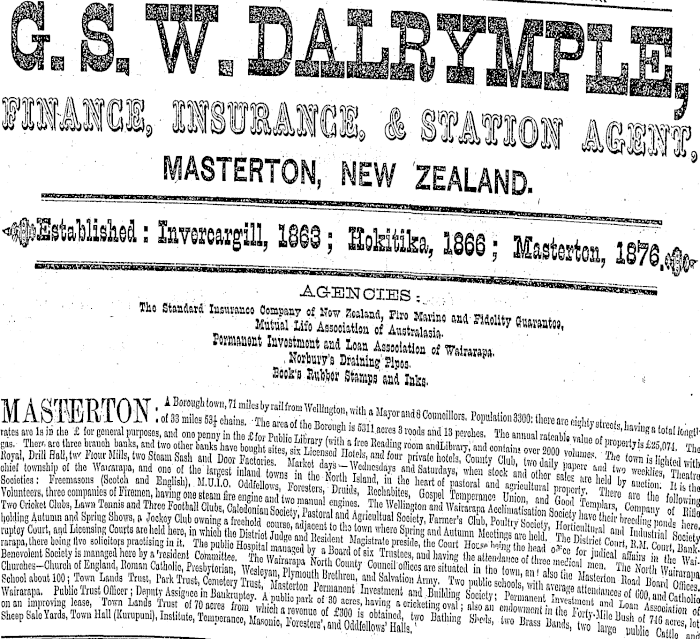 G. S. W. DALRYMPLE,
FINANCE, INSURANCE, & STATION AGENT,
MASTERTON, NEW ZEALAND.
Established: Invercargill, 1863; Hokitika, 1866; Masterton, 1876.
AGENCIES:
The Standard Insurance Company of New Zealand, Fire Marine and Fidelity Guarantee,
Mutual Life Association of Australasia.
Permanent Investment and Loan Association of Wairarapa.
Norbury's Draining Pipes.
Book's Rubber Stamps and Inks.
MASTERTON: A Borough town, 71 miles by rail from Wellington, with a Mayor and 8 Councillors. Population 3300: there are eighty streets, having a total length
of 33 miles 53½ chains. The area of the Borough is 5311 acres 3 roods and 13 perches. The annual rateable value of property is £25,074. The
rates are 1s in the £ for general purposes, and one penny in the £ for Public Library (with a free Reading room and Library, and contains over 2000 volumes. The town is lighted with
gas. There are three branch banks, and two other banks have bought sites, six Licensed Hotels, and four private hotels, County Club, two daily papers and two weeklies, Theatre
Royal, Drill Hall, two Flour Mills, two Steam Sash and Door Factories. Market days—Wednesdays and Saturdays, when stock and other sales are held by auction. It is the
chief township of the Wairarapa, and one of the largest inland towns in the North Island, in the heart of pastoral and agricultural property. There are the following
Societies: Freemasons (Scotch and English), M.U.I.O. Oddfellows, Foresters, Druids, Rechabites, Gospel Temperance Union, and Good Templars, Company of Rifle
Volunteers, three companies of Firemen, having one steam fire engine and two manual engines. The Wellington and Wairarapa Acclimatisation Society have their breeding ponds here,
Two Cricket Clubs, Lawn Tennis and Three Football Clubs, Caledonian Society, Pastoral and Agricultural Society, Farmer's Club, Poultry Society, Horticultural and Industrial Society
holding Autumn and Spring Shows, a Jockey Club owning a freehold course, adjacent to the town where Spring and Autumn Meetings are held. The District Court, R.M. Court, Bank-
ruptcy Court, and Licensing Courts are held here, in which the District Judge and Resident Magistrate preside, the Court House being the head office for judicial affairs in the Wai-
rarapa, there being five solicitors practising in it. The public Hospital managed by a Board of six Trustees, and having the attendance of three medical men. The North Wairarapa
Benevolent Society is managed here by a resident Committee. The Wairarapa North County Council offices are situated in the town, and also the Masterton Road Board Offices.
Churches—Church of England, Roman Catholic, Presbyterian, Wesleyan, Plymouth Brethren, and Salvation Army. Two public schools, with average attendances of 600, and Catholic
School about 100; Town Lands Trust, Park Trust, Cemetery Trust, Masterton Permanent Investment and Building Society; Permanent Investment and Loan Association of
Wairarapa. Public Trust Officer; Deputy Assignee in Bankruptcy. A public park of 30 acres, having a cricketing oval; also an endowment in the Forty-Mile Bush of 746 acres, let
on an improving lease, Town Lands Trust of 70 acres from which a revenue of £200 is obtained, two Bathing Sheds, two Brass Bands, two large public Cattle and
Sheep Sale Yards, Town Hall (Kuripuni), Institute, Temperance, Masonic, Foresters', and Oddfellows' Halls.